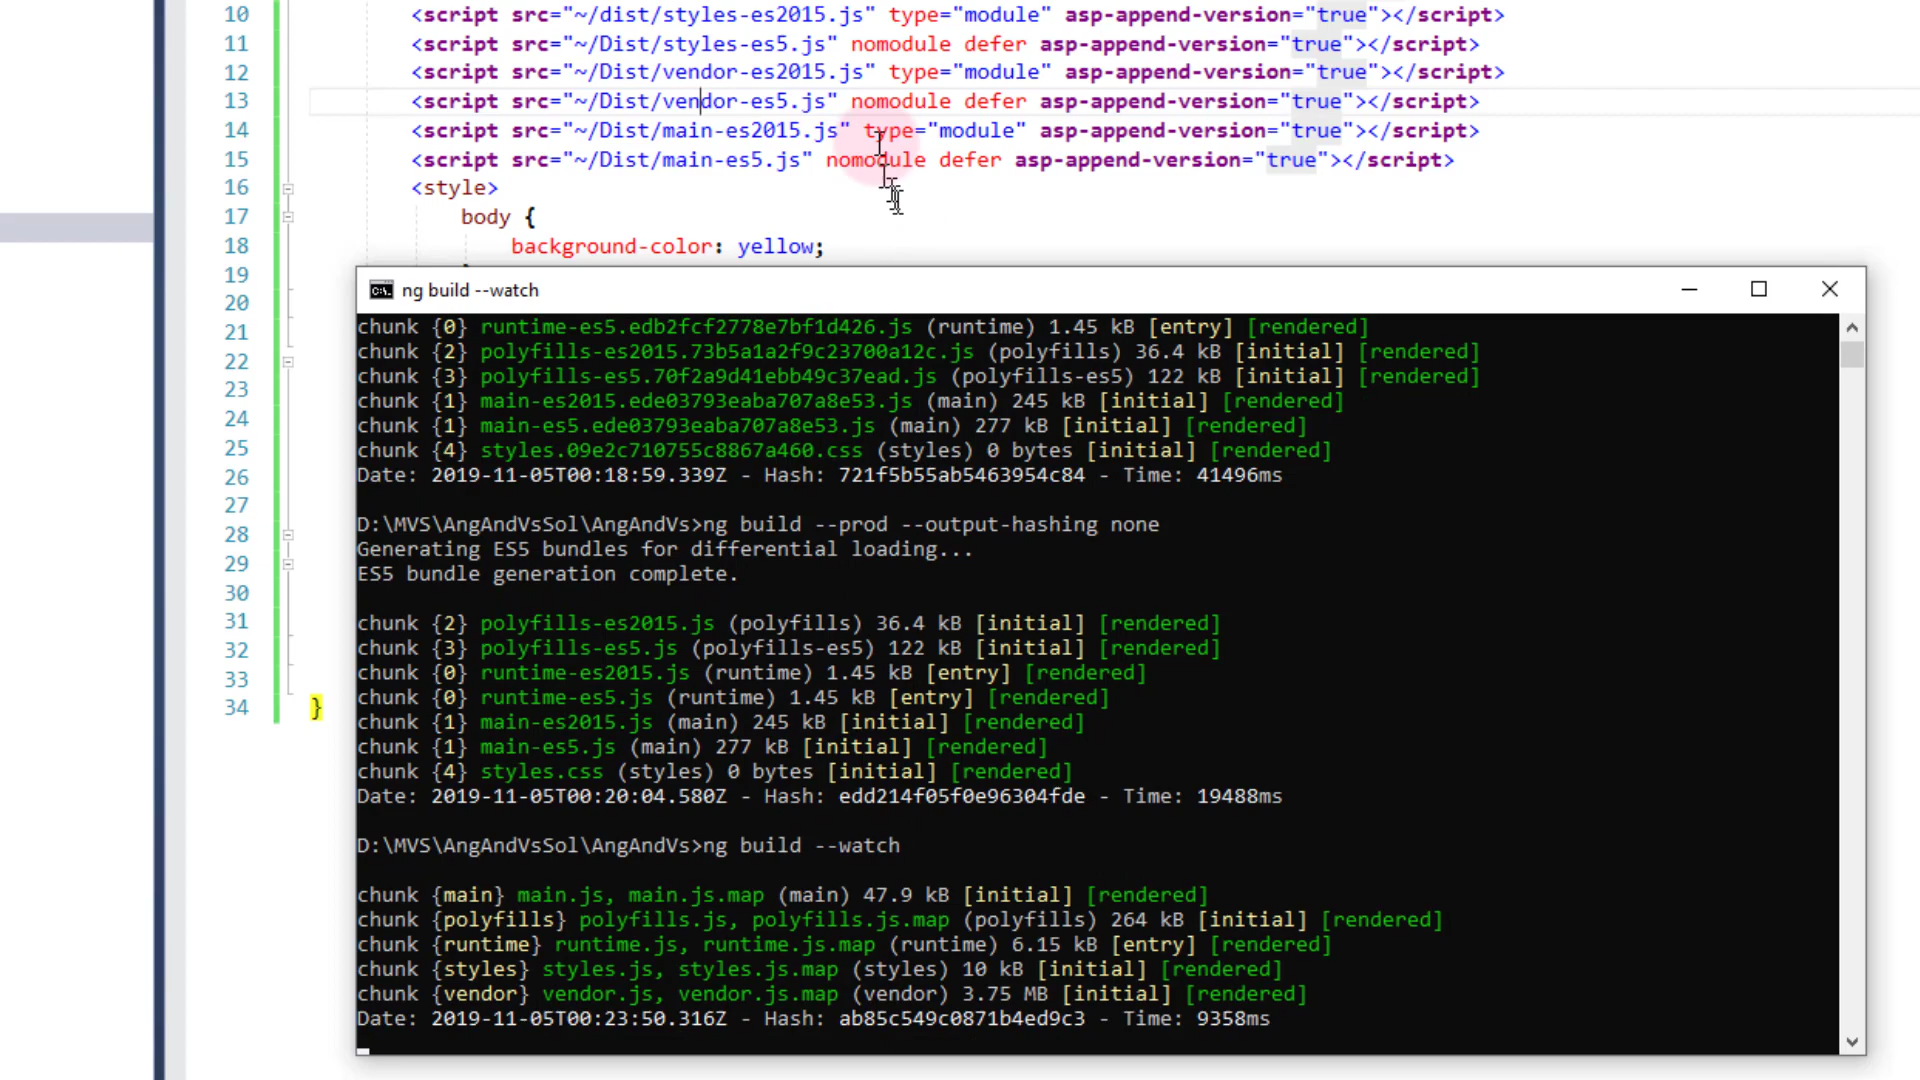 10 <script src="~/dist/styles-es2015.js" type="module" asp-append-version="true"></script>
11 <script src="~/Dist/styles-es5.js" nomodule defer asp-append-version="true"></script>
12 <script src="~/Dist/vendor-es2015.js" type="module" asp-append-version="true"></script>
13 <script src="~/Dist/vendor-es5.js" nomodule defer asp-append-version="true"></script>
14 <script src="~/Dist/main-es2015.js" type="module" asp-append-version="true"></script>
15 <script src="~/Dist/main-es5.js" nomodule defer asp-append-version="true"></script>
16 <style>
17 body {
18 background-color: yellow;
19
20
21
22
23
24
25
26
27
28
29
30
31
32
33
34 }
ng build --watch
chunk {0} runtime-es5.edb2fcf2778e7bf1d426.js (runtime) 1.45 kB [entry] [rendered]
chunk {2} polyfills-es2015.73b5a1a2f9c23700a12c.js (polyfills) 36.4 kB [initial] [rendered]
chunk {3} polyfills-es5.70f2a9d41ebb49c37ead.js (polyfills-es5) 122 kB [initial] [rendered]
chunk {1} main-es2015.ede03793eaba707a8e53.js (main) 245 kB [initial] [rendered]
chunk {1} main-es5.ede03793eaba707a8e53.js (main) 277 kB [initial] [rendered]
chunk {4} styles.09e2c710755c8867a460.css (styles) 0 bytes [initial] [rendered]
Date: 2019-11-05T00:18:59.339Z - Hash: 721f5b55ab5463954c84 - Time: 41496ms
D:\MVS\AngAndVsSol\AngAndVs>ng build --prod --output-hashing none
Generating ES5 bundles for differential loading...
ES5 bundle generation complete.
chunk {2} polyfills-es2015.js (polyfills) 36.4 kB [initial] [rendered]
chunk {3} polyfills-es5.js (polyfills-es5) 122 kB [initial] [rendered]
chunk {0} runtime-es2015.js (runtime) 1.45 kB [entry] [rendered]
chunk {0} runtime-es5.js (runtime) 1.45 kB [entry] [rendered]
chunk {1} main-es2015.js (main) 245 kB [initial] [rendered]
chunk {1} main-es5.js (main) 277 kB [initial] [rendered]
chunk {4} styles.css (styles) 0 bytes [initial] [rendered]
Date: 2019-11-05T00:20:04.580Z - Hash: edd214f05f0e96304fde - Time: 19488ms
D:\MVS\AngAndVsSol\AngAndVs>ng build --watch
chunk {main} main.js, main.js.map (main) 47.9 kB [initial] [rendered]
chunk {polyfills} polyfills.js, polyfills.js.map (polyfills) 264 kB [initial] [rendered]
chunk {runtime} runtime.js, runtime.js.map (runtime) 6.15 kB [entry] [rendered]
chunk {styles} styles.js, styles.js.map (styles) 10 kB [initial] [rendered]
chunk {vendor} vendor.js, vendor.js.map (vendor) 3.75 MB [initial] [rendered]
Date: 2019-11-05T00:23:50.316Z - Hash: ab85c549c0871b4ed9c3 - Time: 9358ms